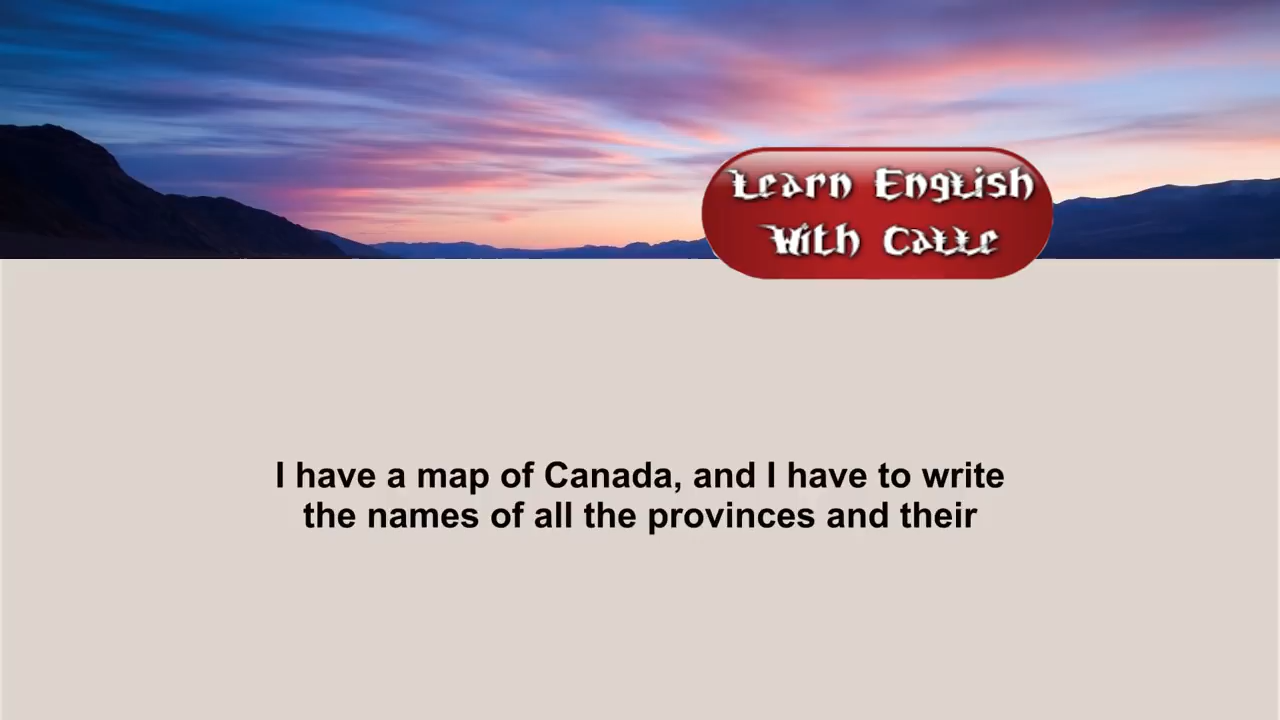 Learn English
With Calle
I have a map of Canada, and I have to write
the names of all the provinces and their